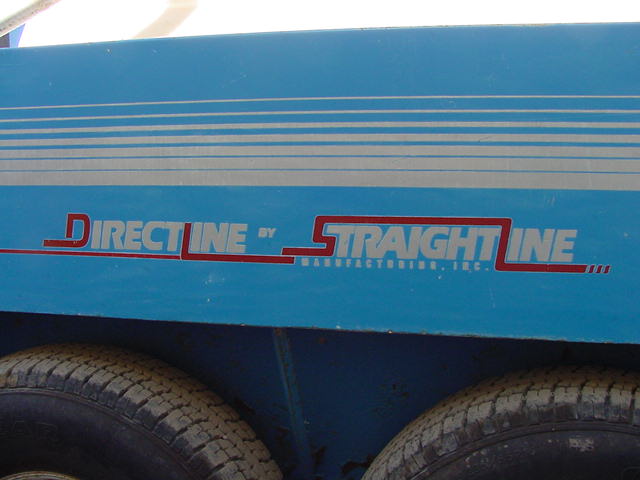 DIRECTLINE BY STRAIGHTLINE
MANUFACTURING, INC.